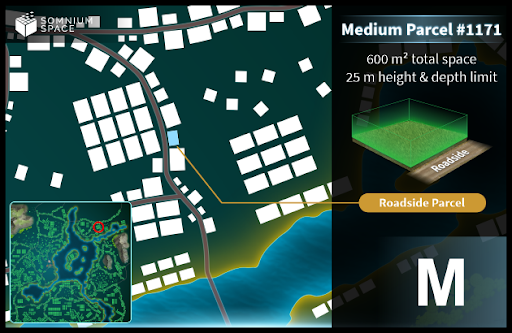 SOMNIUM
SPACE
Medium Parcel #1171
600 m² total space
25 m height & depth limit
Roadside
Roadside Parcel
M